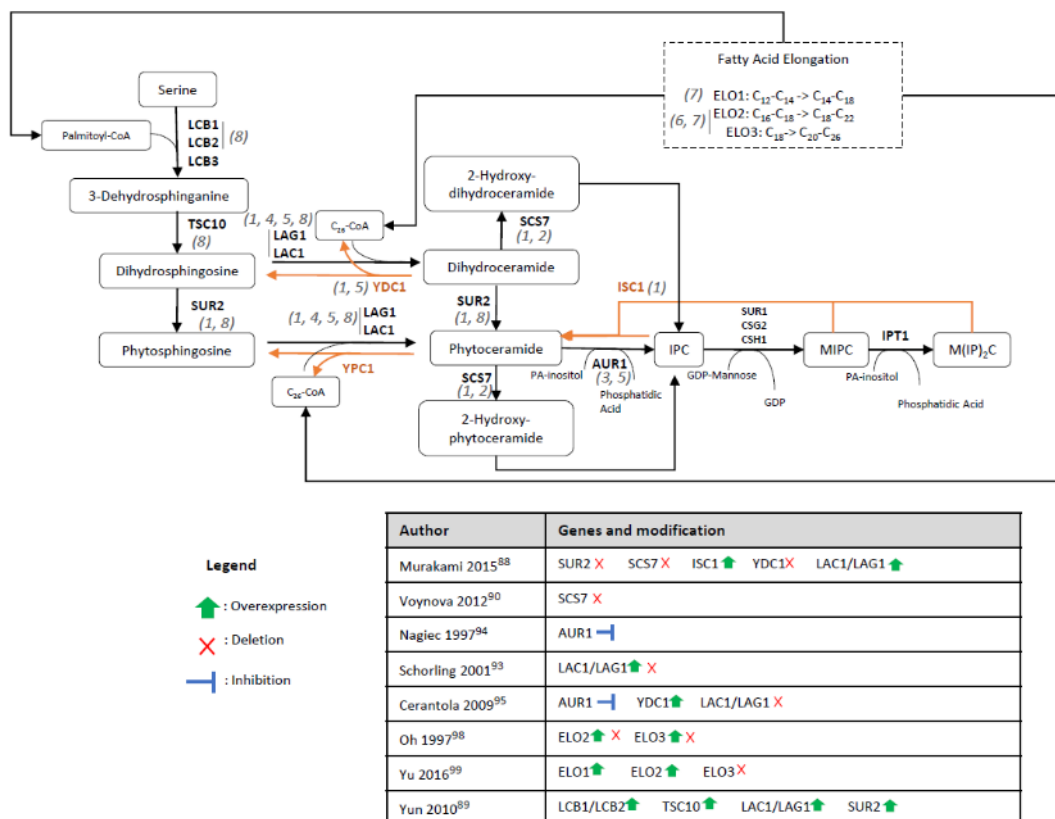 Fatty Acid Elongation
(7) ELO1: C12-C14 -> C14-C18
(6, 7) ELO2: C16-C18 -> C18-C22
ELO3: C18-> C20-C26
Serine
Palmitoyl-CoA
LCB1
LCB2 (8)
LCB3
3-Dehydrosphinganine
TSC10
(8)
Dihydrosphingosine
SUR2
(1, 8)
Phytosphingosine
(1, 4, 5, 8)
LAG1
LAC1
C26-CoA
(1, 5) YDC1
(1, 4, 5, 8) LAG1
LAC1
YPC1
C26-CoA
2-Hydroxy-
dihydroceramide
SCS7
(1, 2)
Dihydroceramide
SUR2
(1, 8)
Phytoceramide
SCS7
(1, 2)
2-Hydroxy-
phytoceramide
ISC1 (1)
PA-inositol
AUR1
(3, 5)
Phosphatidic
Acid
IPC
SUR1
CSG2
CSH1
GDP-Mannose
GDP
MIPC
IPT1
PA-inositol
Phosphatidic Acid
M(IP)2C
Legend
: Overexpression
: Deletion
: Inhibition
Author Genes and modification
Murakami 201588 SUR2 SCS7 ISC1 YDC1 LAC1/LAG1
Voynova 201290 SCS7
Nagiec 199794 AUR1
Schorling 200193 LAC1/LAG1
Cerantola 200995 AUR1 YDC1 LAC1/LAG1
Oh 199798 ELO2 ELO3
Yu 201699 ELO1 ELO2 ELO3
Yun 201089 LCB1/LCB2 TSC10 LAC1/LAG1 SUR2